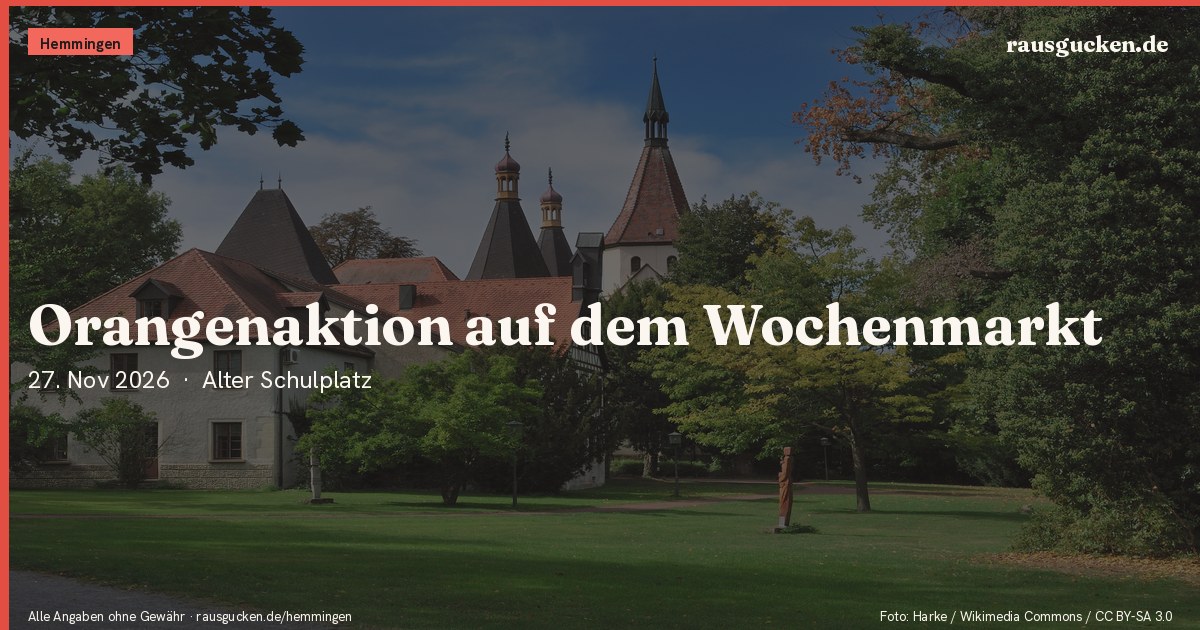 Hemmingen
rausgucken.de
Orangenaktion auf dem Wochenmarkt
27. Nov 2026 · Alter Schulplatz
Alle Angaben ohne Gewähr · rausgucken.de/hemmingen
Foto: Harke / Wikimedia Commons / CC BY-SA 3.0